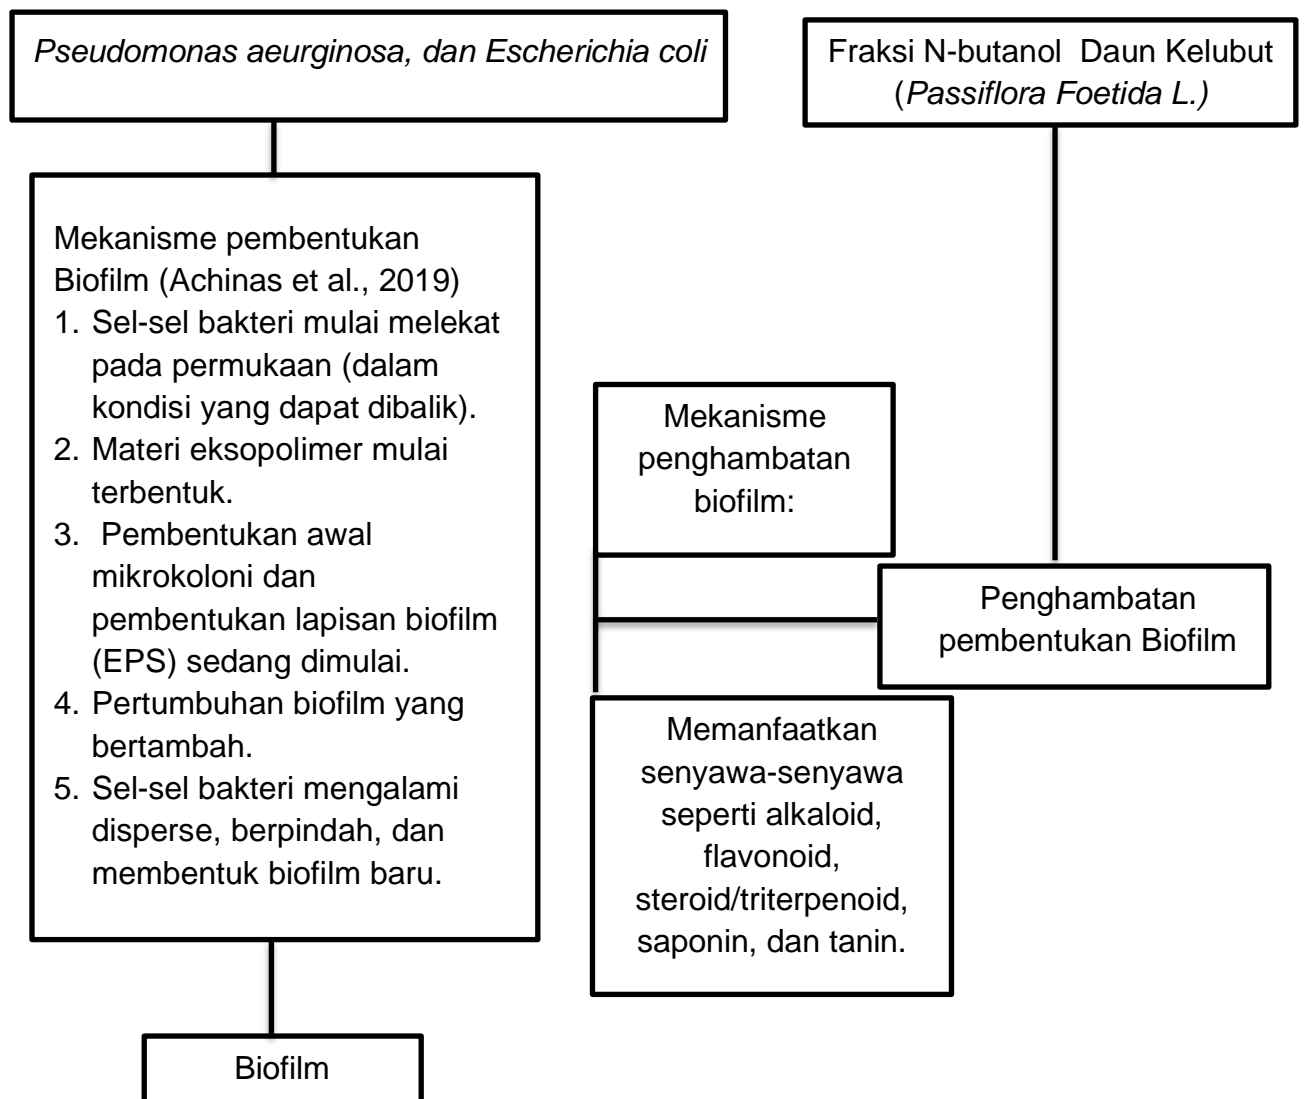 Pseudomonas aeurginosa, dan Escherichia coli
Fraksi N-butanol Daun Kelubut
(Passiflora Foetida L.)
Mekanisme pembentukan
Biofilm (Achinas et al., 2019)
1. Sel-sel bakteri mulai melekat
pada permukaan (dalam
kondisi yang dapat dibalik).
2. Materi eksopolimer mulai
terbentuk.
3. Pembentukan awal
mikrokoloni dan
pembentukan lapisan biofilm
(EPS) sedang dimulai.
4. Pertumbuhan biofilm yang
bertambah.
5. Sel-sel bakteri mengalami
disperse, berpindah, dan
membentuk biofilm baru.
Mekanisme
penghambatan
biofilm:
Penghambatan
pembentukan Biofilm
Memanfaatkan
senyawa-senyawa
seperti alkaloid,
flavonoid,
steroid/triterpenoid,
saponin, dan tanin.
Biofilm